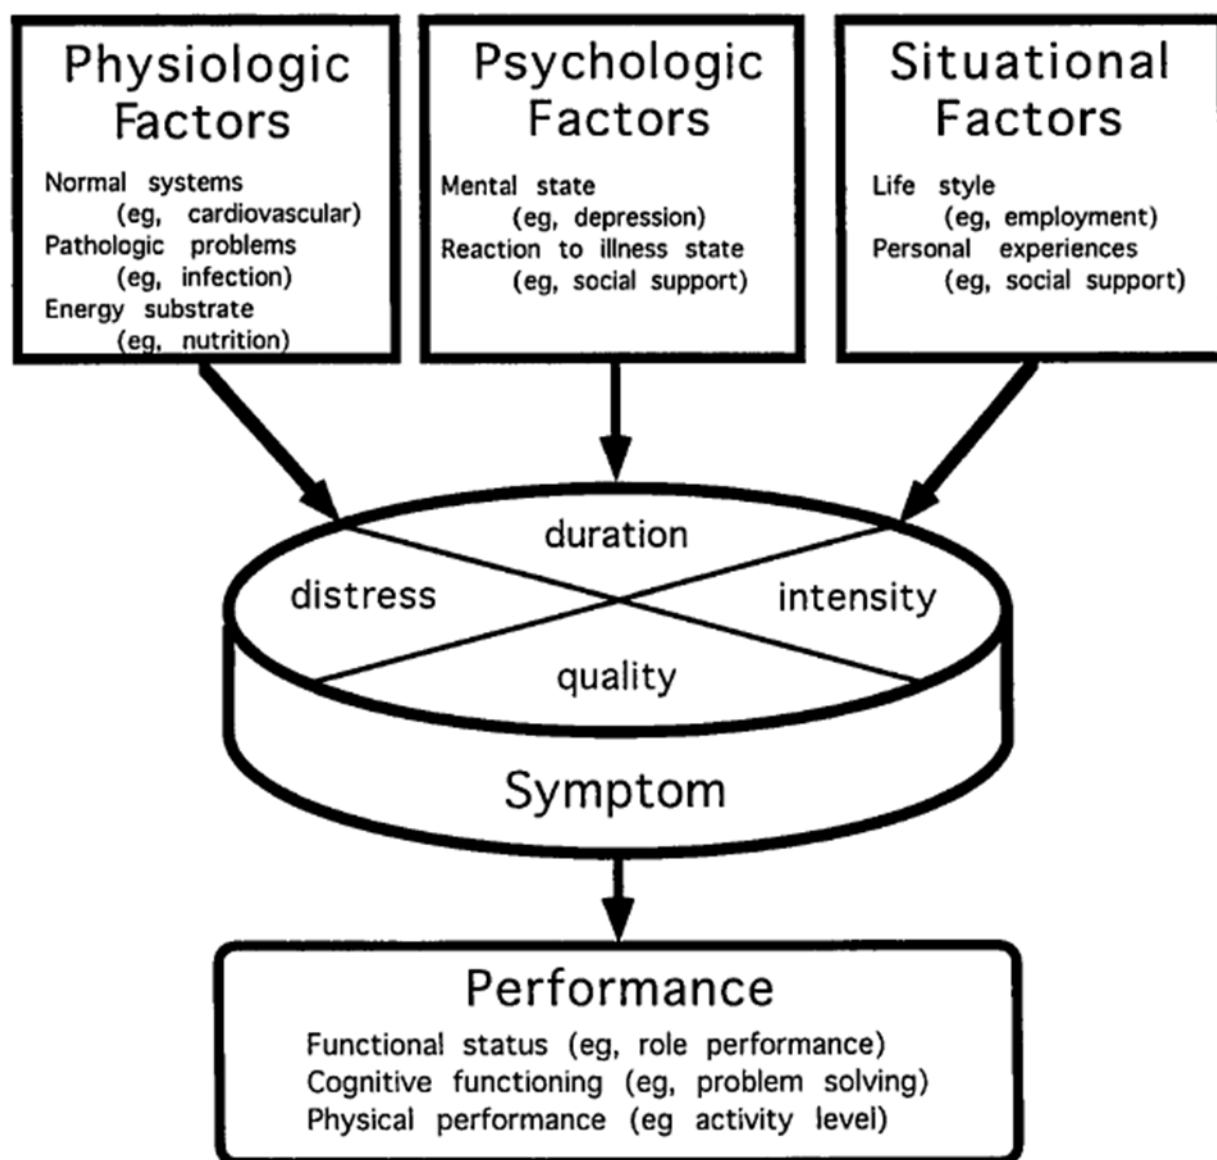 Physiologic
Factors
Normal systems
(eg, cardiovascular)
Pathologic problems
(eg, infection)
Energy substrate
(eg, nutrition)
Psychologic
Factors
Mental state
(eg, depression)
Reaction to illness state
(eg, social support)
Situational
Factors
Life style
(eg, employment)
Personal experiences
(eg, social support)
duration
distress
intensity
quality
Symptom
Performance
Functional status (eg, role performance)
Cognitive functioning (eg, problem solving)
Physical performance (eg activity level)